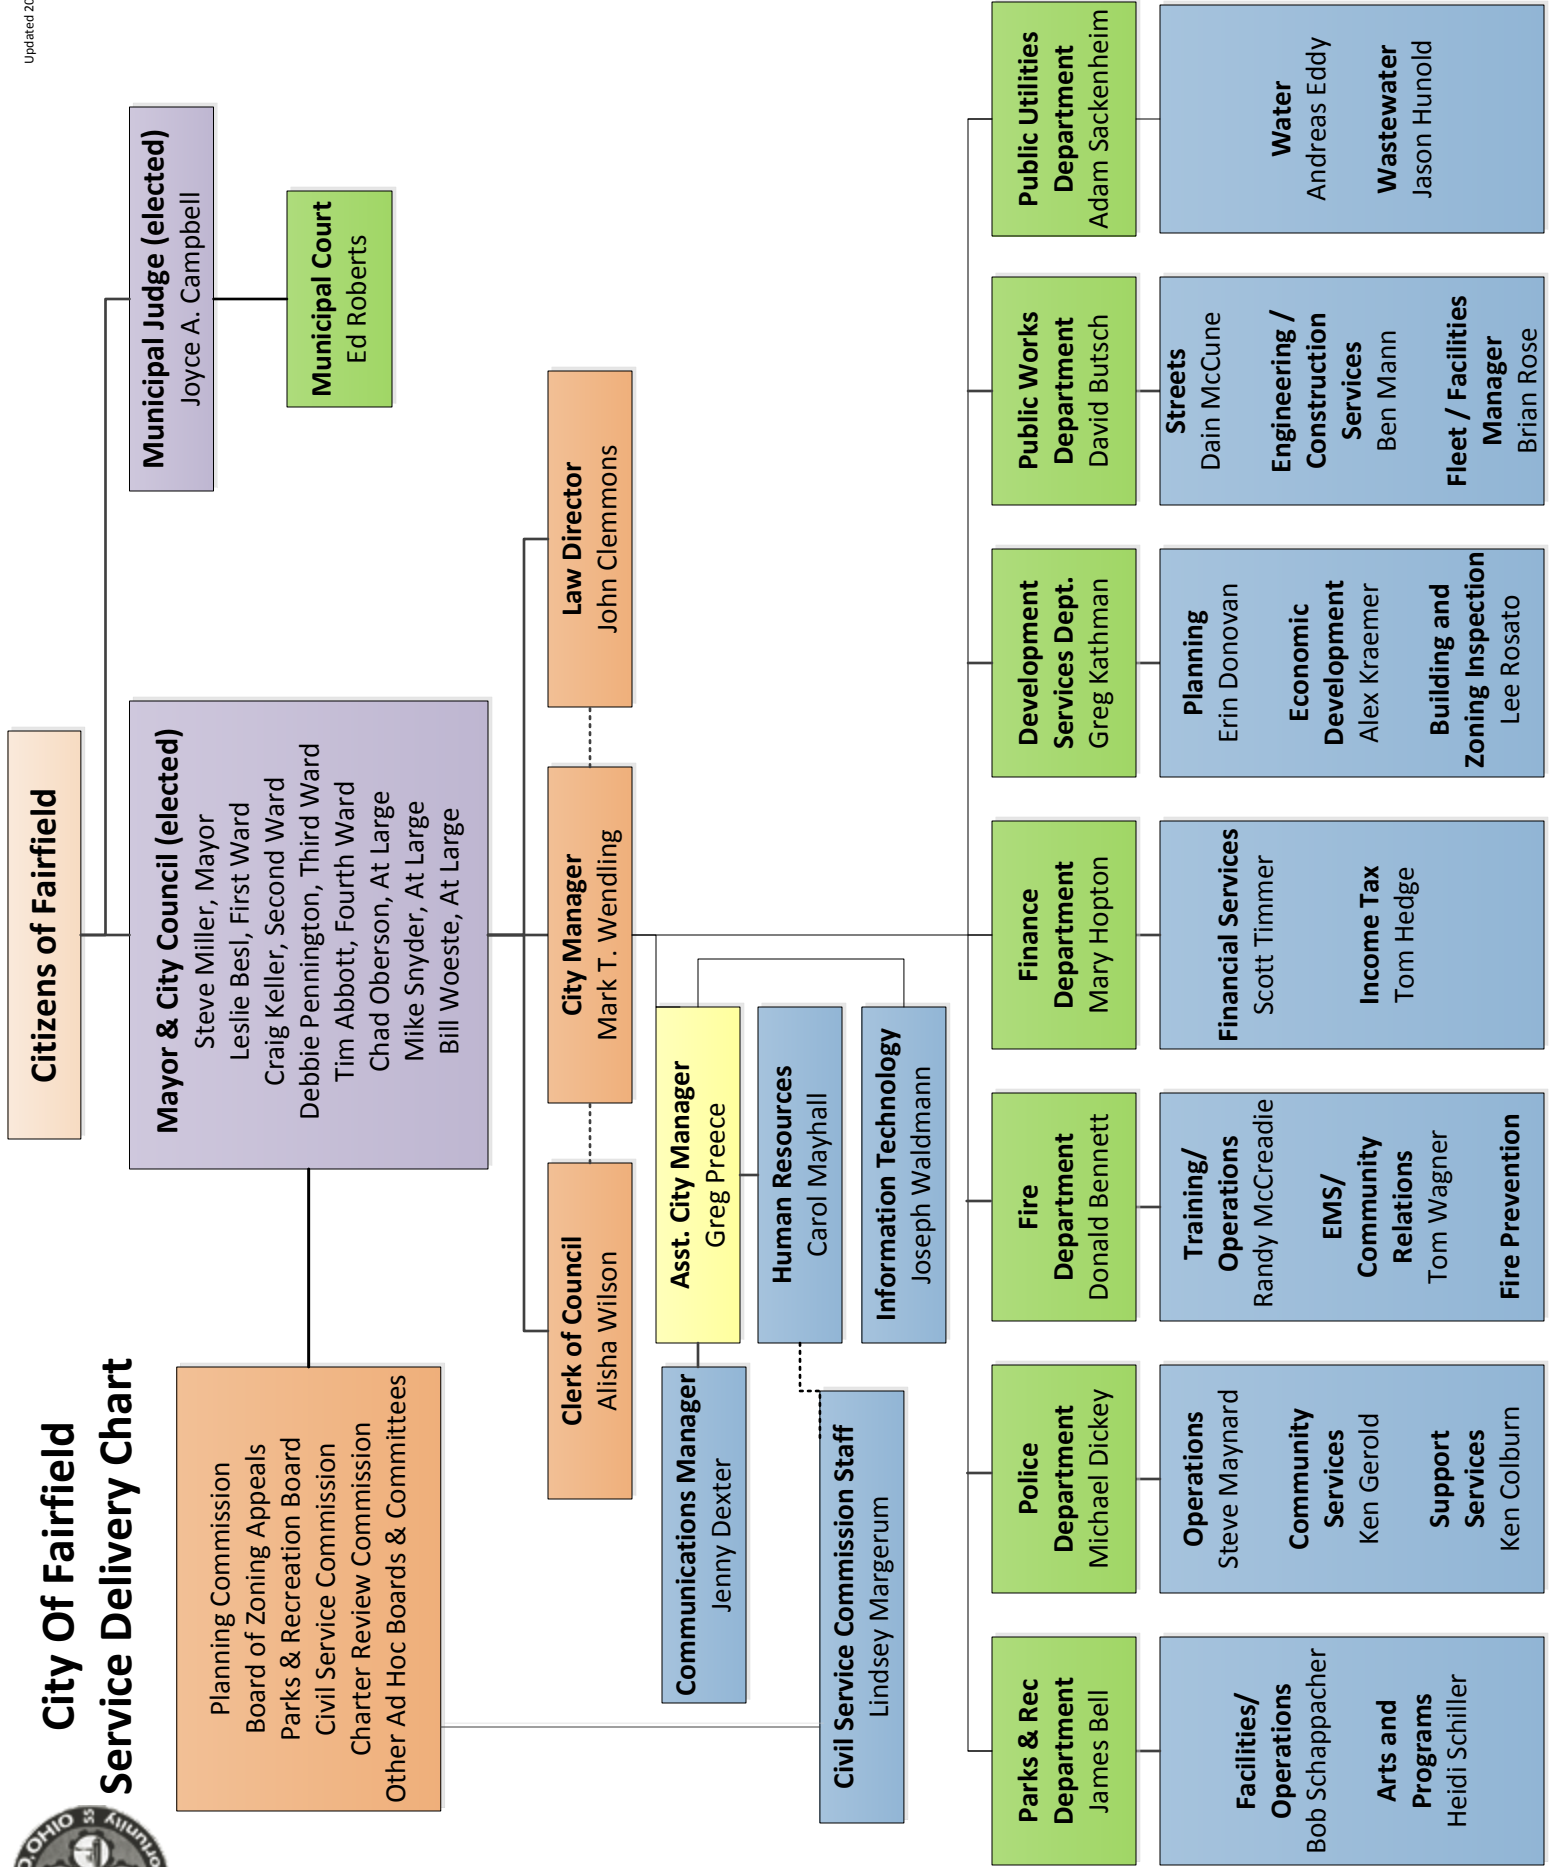 City Of Fairfield
Service Delivery Chart
Updated 20
OHIO
Citizens of Fairfield
Planning Commission
Board of Zoning Appeals
Parks & Recreation Board
Civil Service Commission
Charter Review Commission
Other Ad Hoc Boards & Committees
Mayor & City Council (elected)
Steve Miller, Mayor
Leslie Besl, First Ward
Craig Keller, Second Ward
Debbie Pennington, Third Ward
Tim Abbott, Fourth Ward
Chad Oberson, At Large
Mike Snyder, At Large
Bill Woeste, At Large
Municipal Judge (elected)
Joyce A. Campbell
Municipal Court
Ed Roberts
Clerk of Council
Alisha Wilson
City Manager
Mark T. Wendling
Law Director
John Clemmons
Communications Manager
Jenny Dexter
Asst. City Manager
Greg Preece
Human Resources
Carol Mayhall
Civil Service Commission Staff
Lindsey Margerum
Information Technology
Joseph Waldmann
Parks & Rec
Department
James Bell
Police
Department
Michael Dickey
Fire
Department
Donald Bennett
Finance
Department
Mary Hopton
Development
Services Dept.
Greg Kathman
Public Works
Department
David Butsch
Public Utilities
Department
Adam Sackenheim
Facilities/
Operations
Bob Schappacher
Arts and
Programs
Heidi Schiller
Operations
Steve Maynard
Community
Services
Ken Gerold
Support
Services
Ken Colburn
Training/
Operations
Randy McCreadie
EMS/
Community
Relations
Tom Wagner
Fire Prevention
Financial Services
Scott Timmer
Income Tax
Tom Hedge
Planning
Erin Donovan
Economic
Development
Alex Kraemer
Building and
Zoning Inspection
Lee Rosato
Streets
Dain McCune
Engineering /
Construction
Services
Ben Mann
Fleet / Facilities
Manager
Brian Rose
Water
Andreas Eddy
Wastewater
Jason Hunold